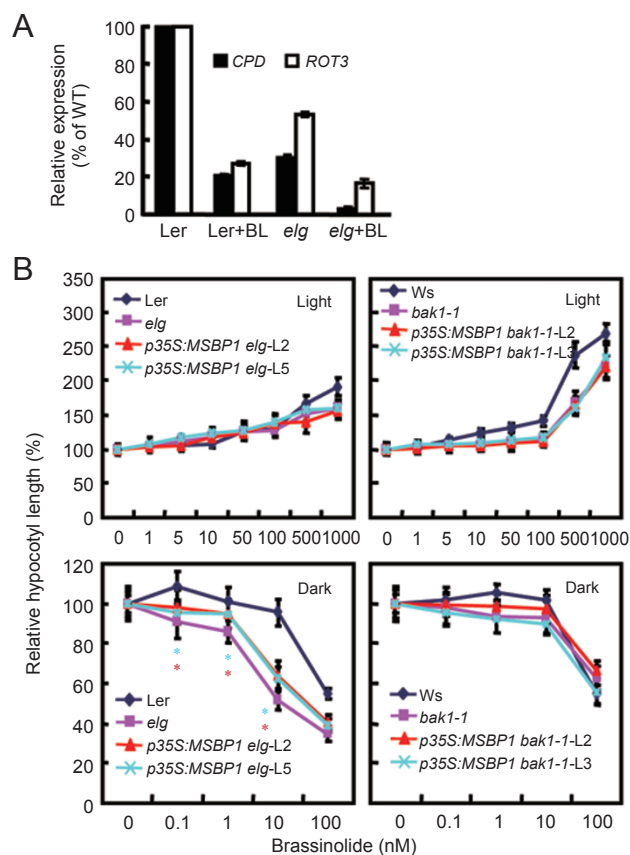 A
Relative expression
(% of WT)
100
80
60
40
20
0
CPD
ROT3
Ler
Ler+BL
elg
elg+BL
B
Relative hypocotyl length (%)
350
300
250
200
150
100
50
0
Ler
elg
p35S:MSBP1 elg-L2
p35S:MSBP1 elg-L5
Light
0 1 5 10 50 100 500 1000
Ws
bak1-1
p35S:MSBP1 bak1-1-L2
p35S:MSBP1 bak1-1-L3
Light
0 1 5 10 50 100 500 1000
120
100
80
60
40
20
0
Dark
* * *
* * *
Ler
elg
p35S:MSBP1 elg-L2
p35S:MSBP1 elg-L5
0 0.1 1 10 100
Dark
Ws
bak1-1
p35S:MSBP1 bak1-1-L2
p35S:MSBP1 bak1-1-L3
0 0.1 1 10 100
Brassinolide (nM)